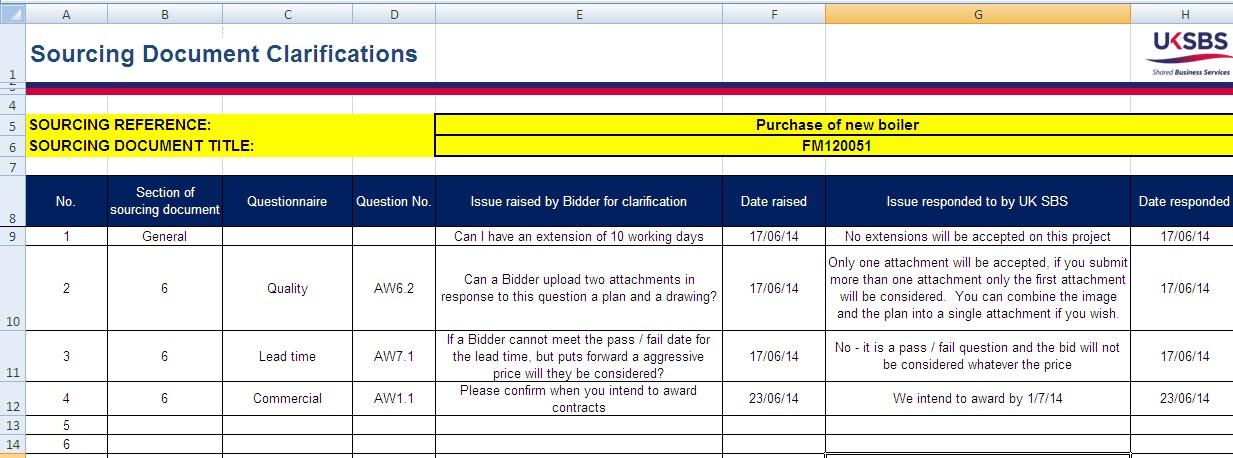 A B C D E F G H
1 Sourcing Document Clarifications UKSBS
Shared Business Services
4
5 SOURCING REFERENCE: Purchase of new boiler
6 SOURCING DOCUMENT TITLE: FM120051
7
8 No. Section of sourcing document Questionnaire Question No. Issue raised by Bidder for clarification Date raised Issue responded to by UK SBS Date responded
9 1 General Can I have an extension of 10 working days 17/06/14 No extensions will be accepted on this project 17/06/14
10 2 6 Quality AW6.2 Can a Bidder upload two attachments in response to this question a plan and a drawing? 17/06/14 Only one attachment will be accepted, if you submit more than one attachment only the first attachment will be considered. You can combine the image and the plan into a single attachment if you wish. 17/06/14
11 3 6 Lead time AW7.1 If a Bidder cannot meet the pass / fail date for the lead time, but puts forward a aggressive price will they be considered? 17/06/14 No - it is a pass / fail question and the bid will not be considered whatever the price 17/06/14
12 4 6 Commercial AW1.1 Please confirm when you intend to award contracts 23/06/14 We intend to award by 1/7/14 23/06/14
13 5
14 6